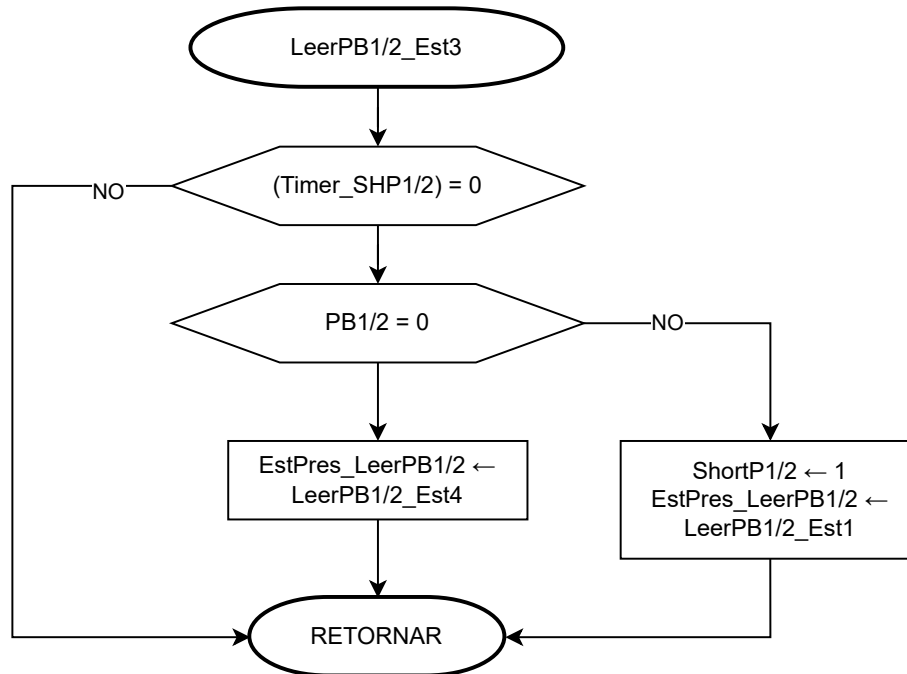 LeerPB1/2_Est3
(Timer_SHP1/2) = 0
NO
PB1/2 = 0
NO
EstPres_LeerPB1/2 ←
LeerPB1/2_Est4
ShortP1/2 ← 1
EstPres_LeerPB1/2 ←
LeerPB1/2_Est1
RETORNAR